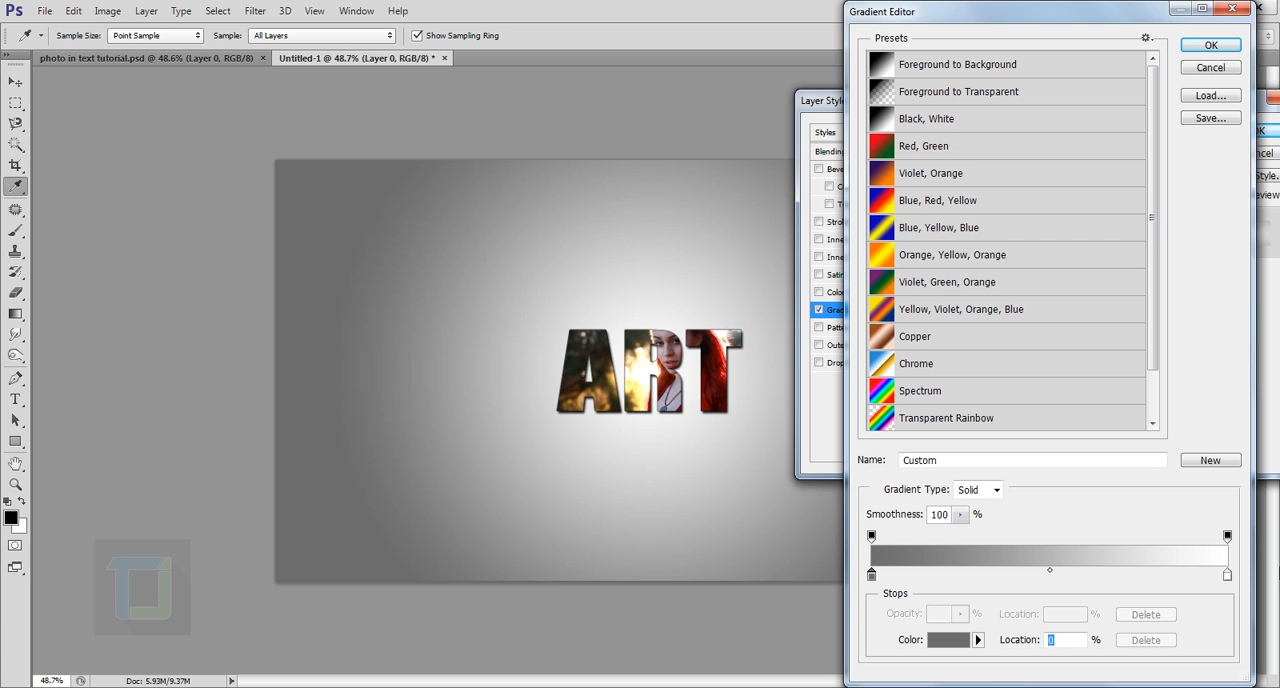 Ps File Edit Image Layer Type Select Filter 3D View Window Help
Sample Size: Point Sample Sample: All Layers Show Sampling Ring
photo in text tutorial.psd @ 48.6% (Layer 0, RGB/8) × Untitled-1 @ 48.7% (Layer 0, RGB/8) * ×
Gradient Editor
Presets
OK
Foreground to Background
Cancel
Foreground to Transparent
Load...
Black, White
Save...
Red, Green
Violet, Orange
Blue, Red, Yellow
Blue, Yellow, Blue
Orange, Yellow, Orange
Violet, Green, Orange
Yellow, Violet, Orange, Blue
Copper
Chrome
Spectrum
Transparent Rainbow
Name: Custom
New
Gradient Type: Solid
Smoothness: 100 %
Stops
Opacity: % Location: % Delete
Color: Location: 0 % Delete
Layer Style
Styles
Blending
ART
48.7% Doc: 5.93M/9.37M